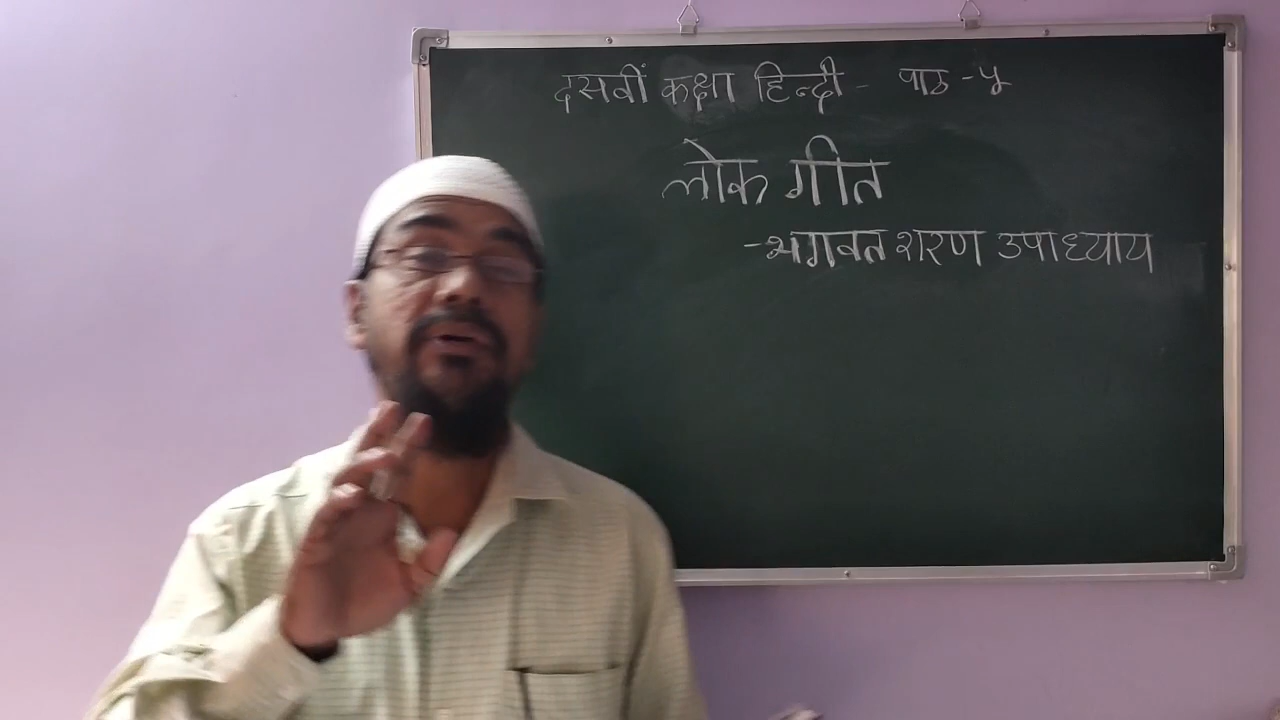 दसवीं कक्षा हिन्दी - पाठ - ५
लोक गीत
- भगवत शरण उपाध्याय